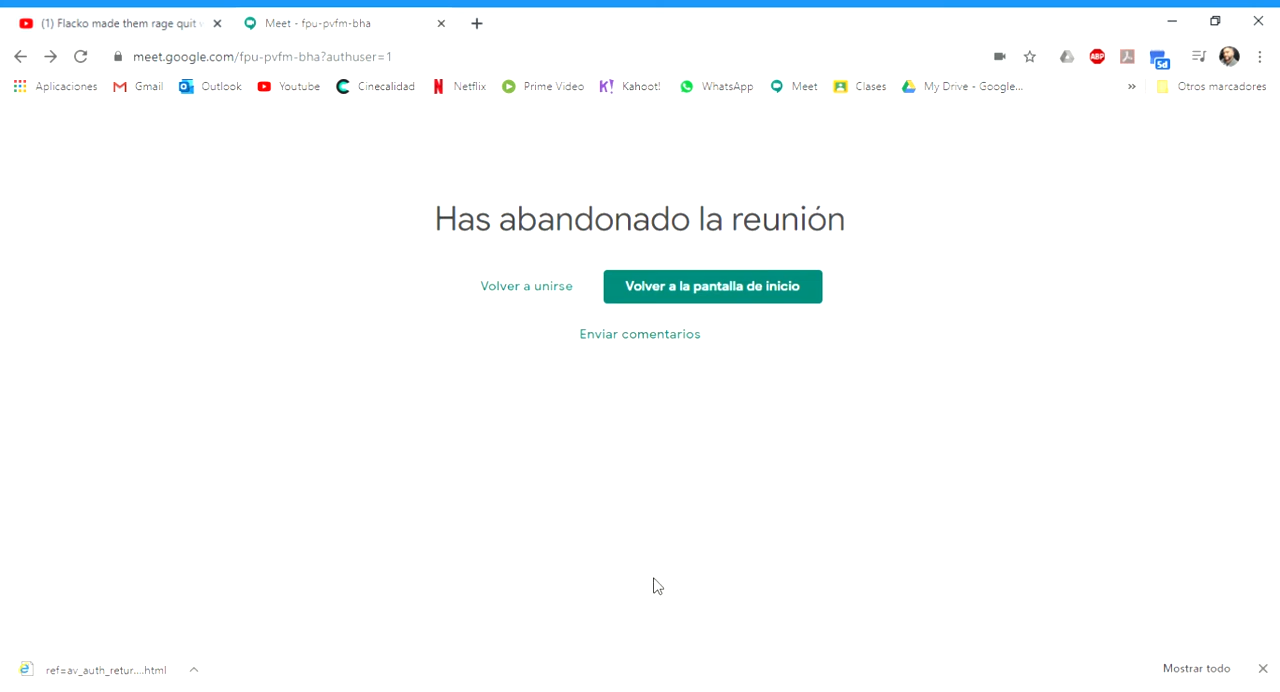 (1) Flacko made them rage quit
Meet - fpu-pvfm-bha
meet.google.com/fpu-pvfm-bha?authuser=1
ABP
5d
Aplicaciones Gmail Outlook Youtube Cinecalidad Netflix Prime Video K! Kahoot! WhatsApp Meet Clases My Drive - Google... » Otros marcadores
Has abandonado la reunión
Volver a unirse Volver a la pantalla de inicio
Enviar comentarios
ref=av_auth_retur....html Mostrar todo